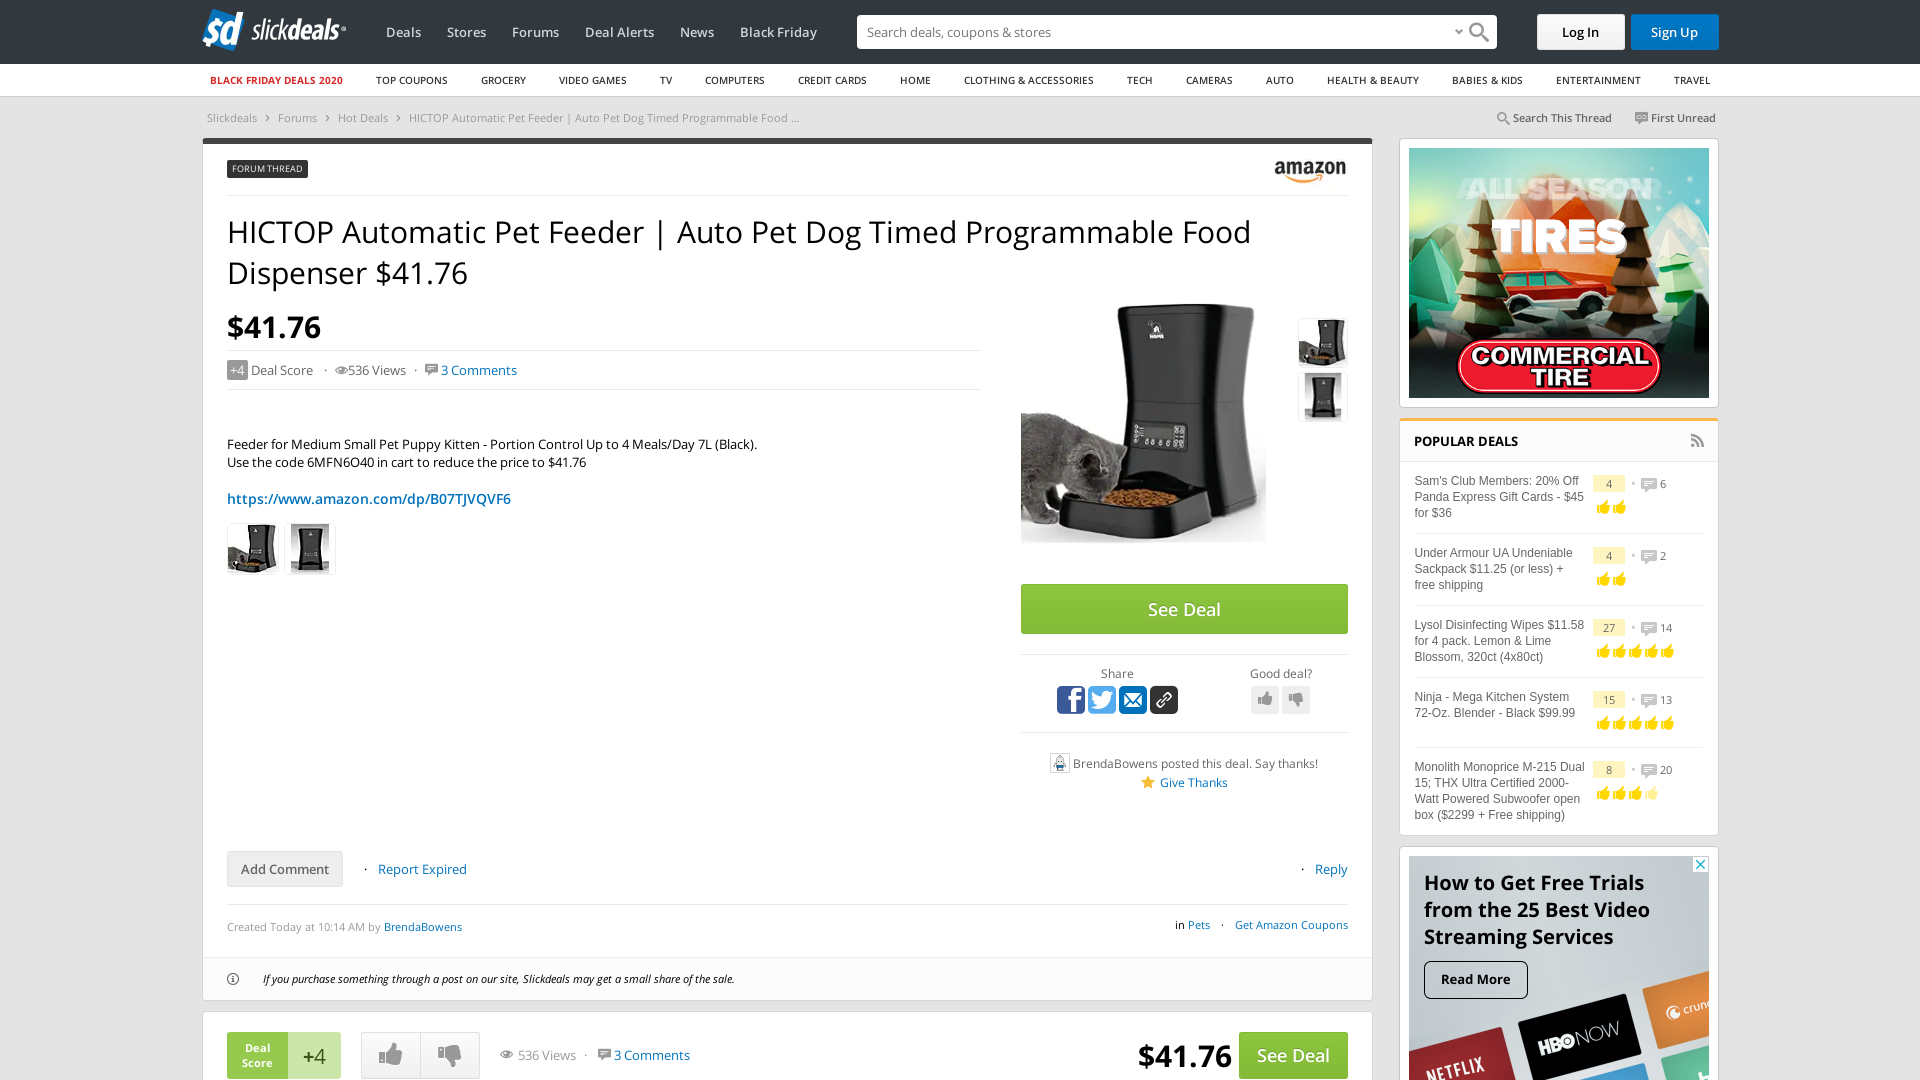 sd slickdeals
Deals Stores Forums Deal Alerts News Black Friday
Search deals, coupons & stores
Log In Sign Up
BLACK FRIDAY DEALS 2020 TOP COUPONS GROCERY VIDEO GAMES TV COMPUTERS CREDIT CARDS HOME CLOTHING & ACCESSORIES TECH CAMERAS AUTO HEALTH & BEAUTY BABIES & KIDS ENTERTAINMENT TRAVEL
Slickdeals › Forums › Hot Deals › HICTOP Automatic Pet Feeder | Auto Pet Dog Timed Programmable Food ...
Search This Thread First Unread
FORUM THREAD
amazon
HICTOP Automatic Pet Feeder | Auto Pet Dog Timed Programmable Food
Dispenser $41.76
$41.76
+4 Deal Score · 536 Views · 3 Comments
Feeder for Medium Small Pet Puppy Kitten - Portion Control Up to 4 Meals/Day 7L (Black).
Use the code 6MFN6O40 in cart to reduce the price to $41.76
https://www.amazon.com/dp/B07TJVQVF6
See Deal
Share
Good deal?
BrendaBowens posted this deal. Say thanks!
Give Thanks
Add Comment · Report Expired
· Reply
Created Today at 10:14 AM by BrendaBowens
in Pets · Get Amazon Coupons
If you purchase something through a post on our site, Slickdeals may get a small share of the sale.
Deal
Score
+4
536 Views · 3 Comments
$41.76
See Deal
ALL SEASON
TIRES
COMMERCIAL
TIRE
POPULAR DEALS
Sam's Club Members: 20% Off
Panda Express Gift Cards - $45
for $36
4 · 6
Under Armour UA Undeniable
Sackpack $11.25 (or less) +
free shipping
4 · 2
Lysol Disinfecting Wipes $11.58
for 4 pack. Lemon & Lime
Blossom, 320ct (4x80ct)
27 · 14
Ninja - Mega Kitchen System
72-Oz. Blender - Black $99.99
15 · 13
Monolith Monoprice M-215 Dual
15; THX Ultra Certified 2000-
Watt Powered Subwoofer open
box ($2299 + Free shipping)
8 · 20
How to Get Free Trials
from the 25 Best Video
Streaming Services
Read More
crunc
HBO NOW
NETFLIX